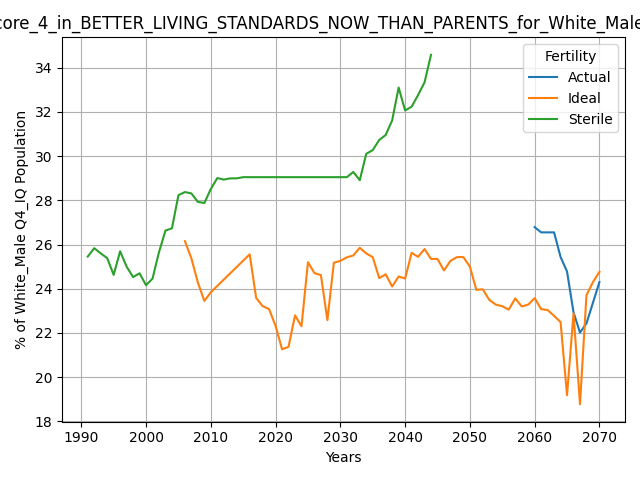 core_4_in_BETTER_LIVING_STANDARDS_NOW_THAN_PARENTS_for_White_Male
Fertility
Actual
Ideal
Sterile
% of White_Male Q4_IQ Population
34
32
30
28
26
24
22
20
18
1990 2000 2010 2020 2030 2040 2050 2060 2070
Years